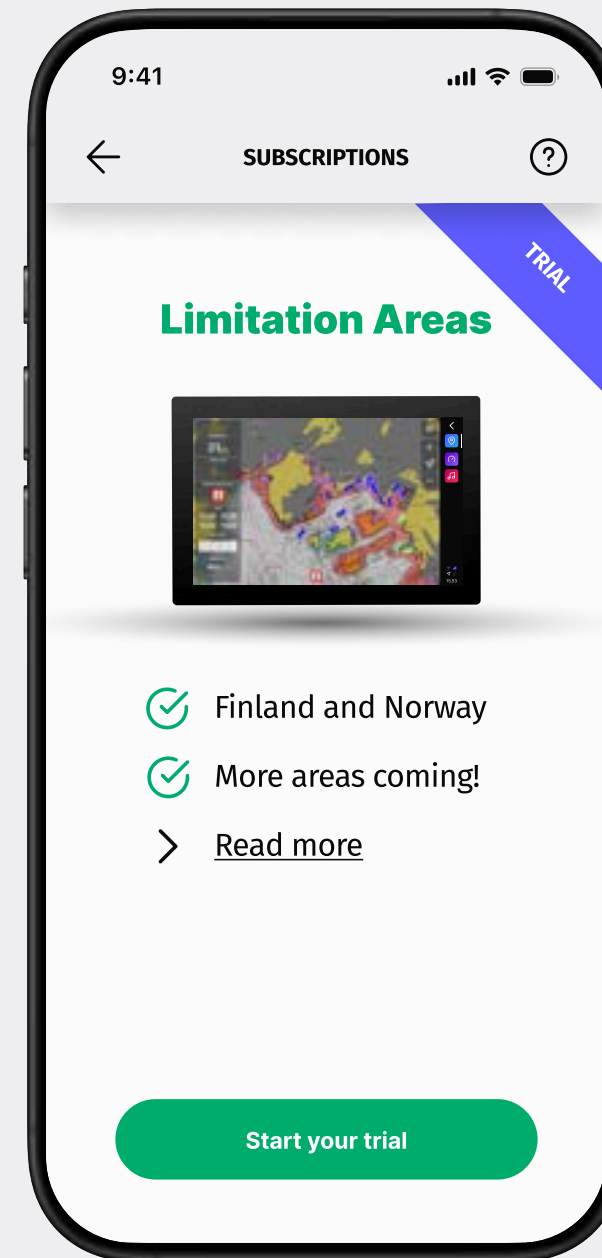 9:41
SUBSCRIPTIONS
TRIAL
Limitation Areas
Finland and Norway
More areas coming!
Read more
Start your trial